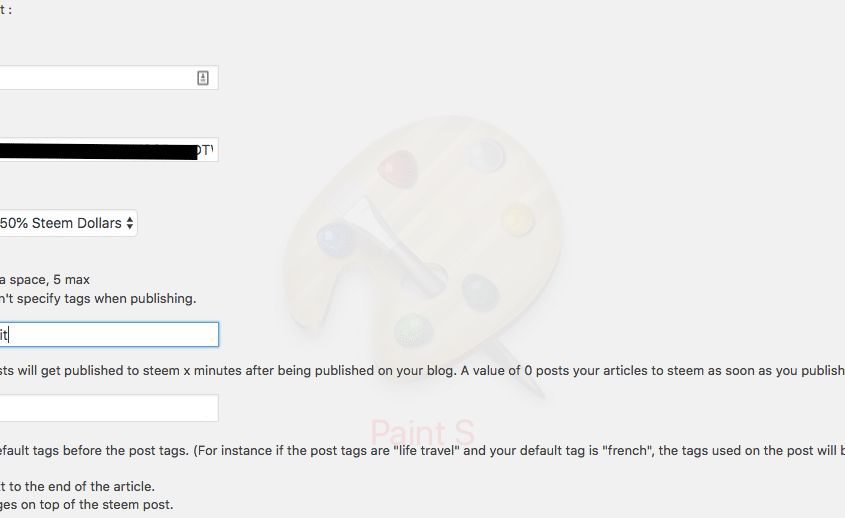 t :
DTV
50% Steem Dollars
a space, 5 max
n't specify tags when publishing.
it
sts will get published to steem x minutes after being published on your blog. A value of 0 posts your articles to steem as soon as you publish
Paint S
efault tags before the post tags. (For instance if the post tags are "life travel" and your default tag is "french", the tags used on the post will b
t to the end of the article.
ges on top of the steem post.